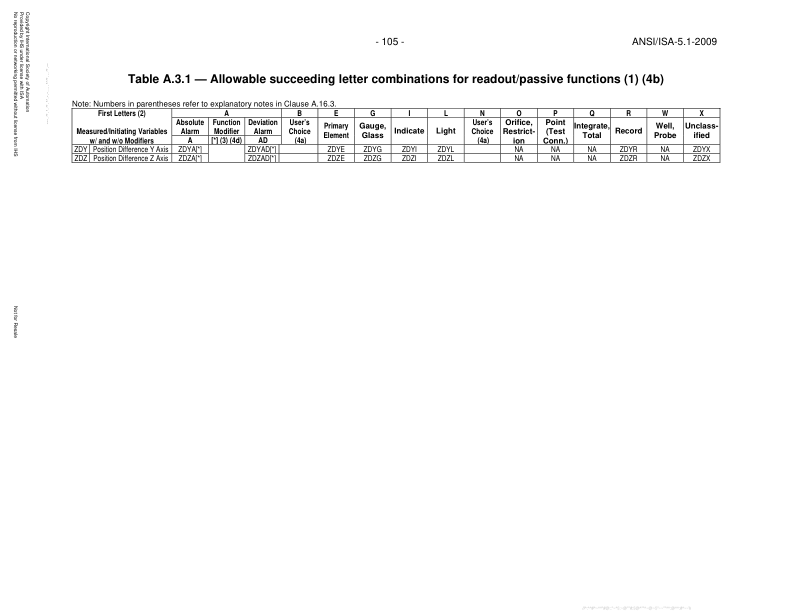 - 105 -
ANSI/ISA-5.1-2009
Table A.3.1 — Allowable succeeding letter combinations for readout/passive functions (1) (4b)
Note: Numbers in parentheses refer to explanatory notes in Clause A.16.3.
First Letters (2) A B E G I L N O P Q R W X
Measured/Initiating Variables w/ and w/o Modifiers
Absolute Alarm A
Function Modifier [*] (3) (4d)
Deviation Alarm AD
User's Choice (4a)
Primary Element
Gauge, Glass
Indicate
Light
User's Choice (4a)
Orifice, Restrict-ion
Point (Test Conn.)
Integrate, Total
Record
Well, Probe
Unclass-ified
ZDY Position Difference Y Axis ZDYA[*] ZDYAD[*] ZDYE ZDYG ZDYI ZDYL NA NA NA ZDYR NA ZDYX
ZDZ Position Difference Z Axis ZDZA[*] ZDZAD[*] ZDZE ZDZG ZDZI ZDZL NA NA NA ZDZR NA ZDZX
Copyright International Society of Automation
Provided by IHS under license with ISA
No reproduction or networking permitted without license from IHS
Not for Resale